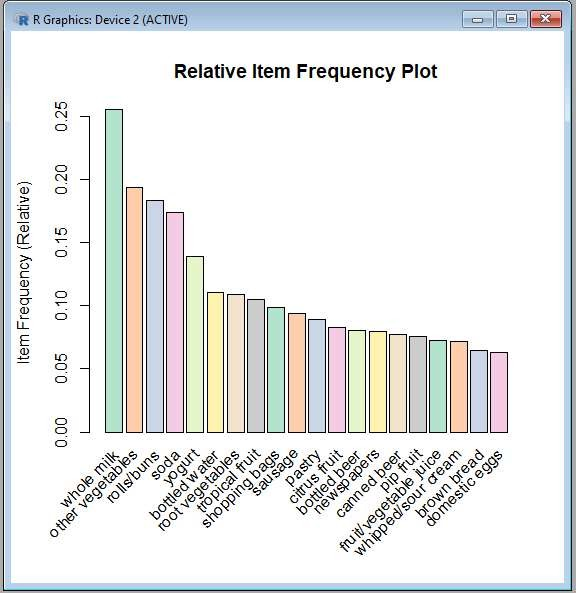 R Graphics: Device 2 (ACTIVE)
Relative Item Frequency Plot
Item Frequency (Relative)
0.25
0.20
0.15
0.10
0.05
0.00
whole milk
other vegetables
rolls/buns
soda
yogurt
bottled water
root vegetables
tropical fruit
shopping bags
sausage
pastry
citrus fruit
bottled beer
newspapers
canned beer
pip fruit
fruit/vegetable juice
whipped/sour cream
brown bread
domestic eggs